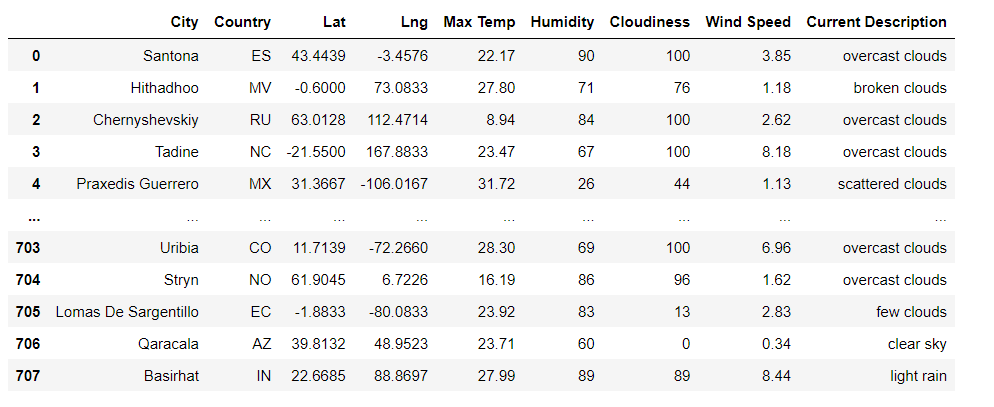 City Country Lat Lng Max Temp Humidity Cloudiness Wind Speed Current Description
0 Santona ES 43.4439 -3.4576 22.17 90 100 3.85 overcast clouds
1 Hithadhoo MV -0.6000 73.0833 27.80 71 76 1.18 broken clouds
2 Chernyshevskiy RU 63.0128 112.4714 8.94 84 100 2.62 overcast clouds
3 Tadine NC -21.5500 167.8833 23.47 67 100 8.18 overcast clouds
4 Praxedis Guerrero MX 31.3667 -106.0167 31.72 26 44 1.13 scattered clouds
... ... ... ... ... ... ... ... ... ...
703 Uribia CO 11.7139 -72.2660 28.30 69 100 6.96 overcast clouds
704 Stryn NO 61.9045 6.7226 16.19 86 96 1.62 overcast clouds
705 Lomas De Sargentillo EC -1.8833 -80.0833 23.92 83 13 2.83 few clouds
706 Qaracala AZ 39.8132 48.9523 23.71 60 0 0.34 clear sky
707 Basirhat IN 22.6685 88.8697 27.99 89 89 8.44 light rain